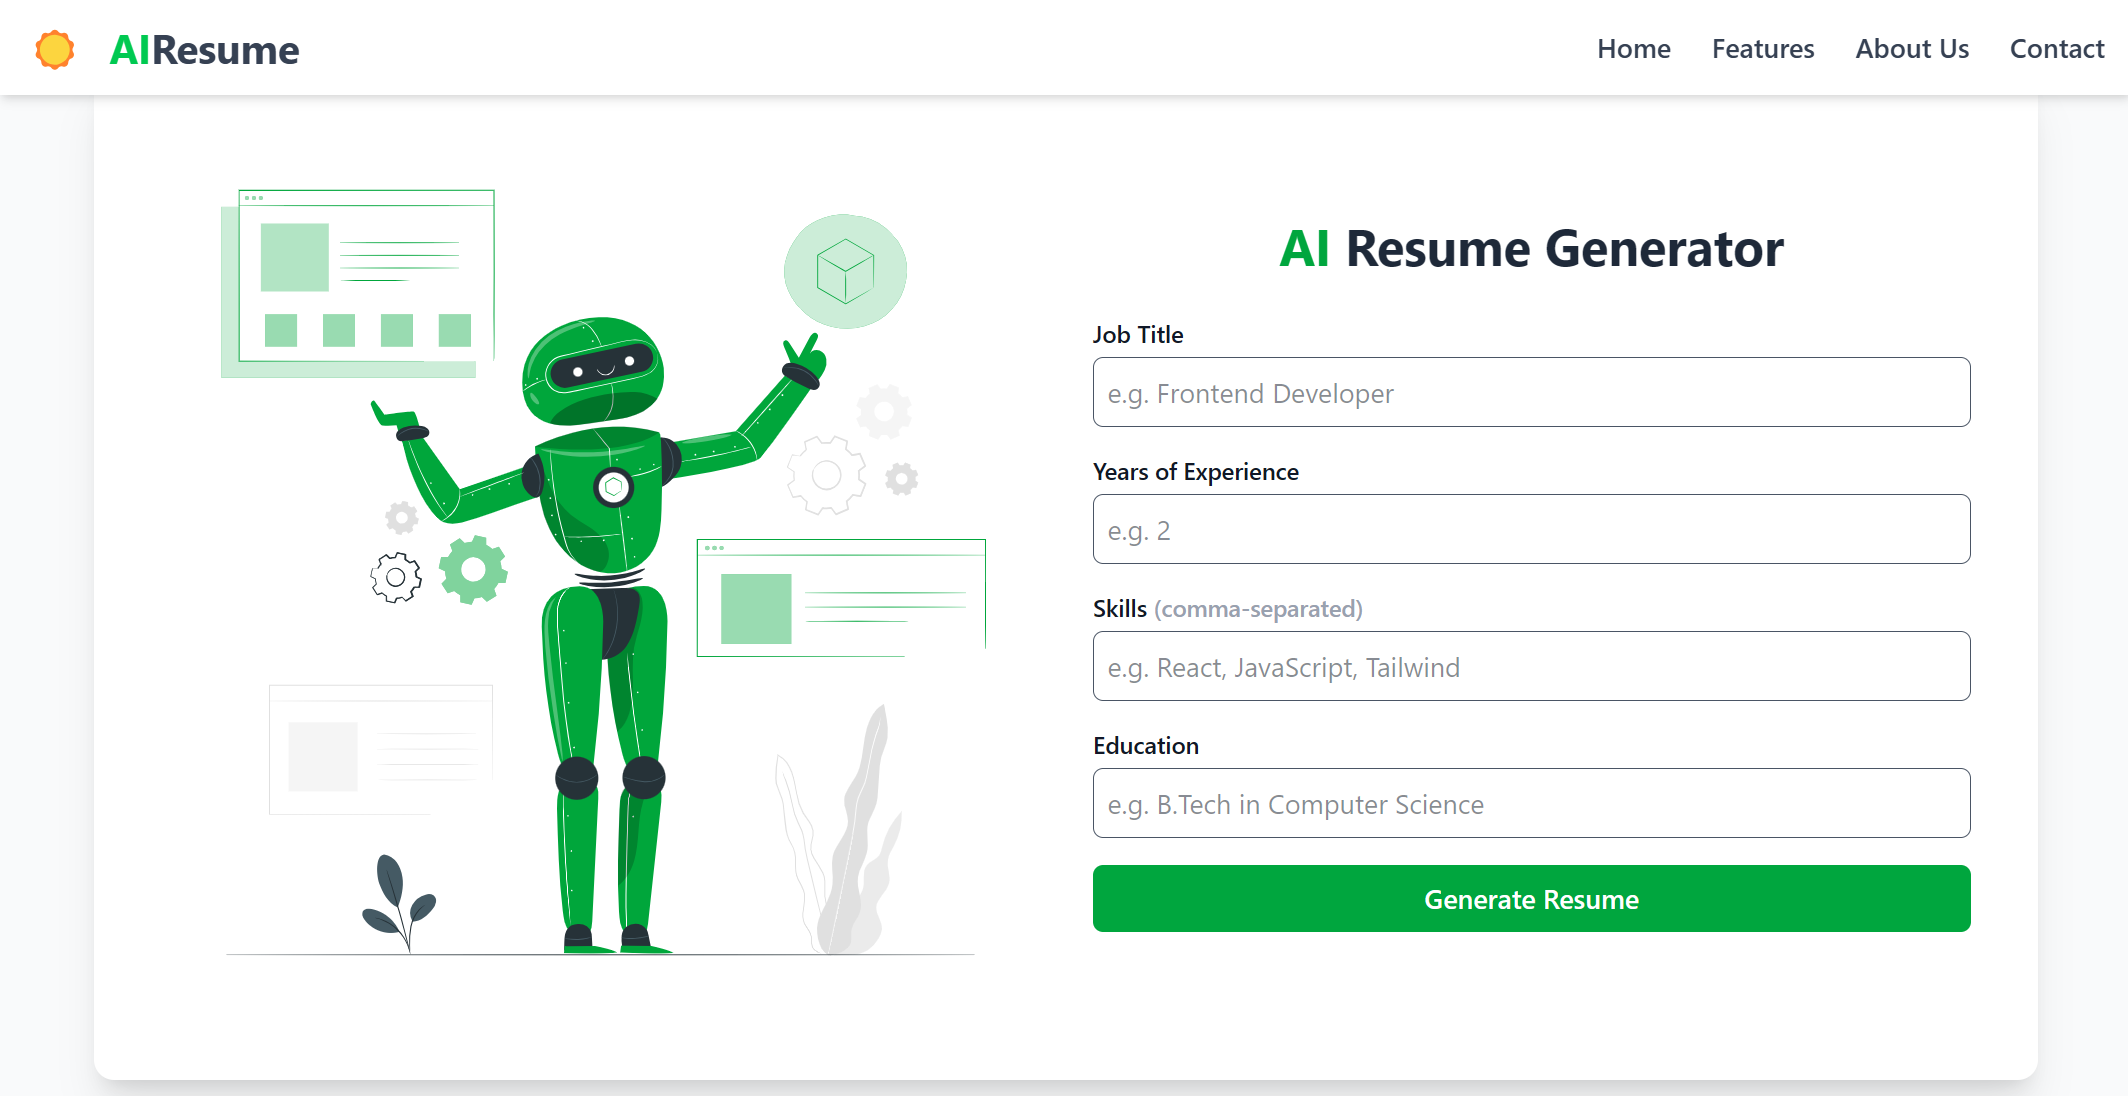 AIResume
Home Features About Us Contact
AI Resume Generator
Job Title
e.g. Frontend Developer
Years of Experience
e.g. 2
Skills (comma-separated)
e.g. React, JavaScript, Tailwind
Education
e.g. B.Tech in Computer Science
Generate Resume